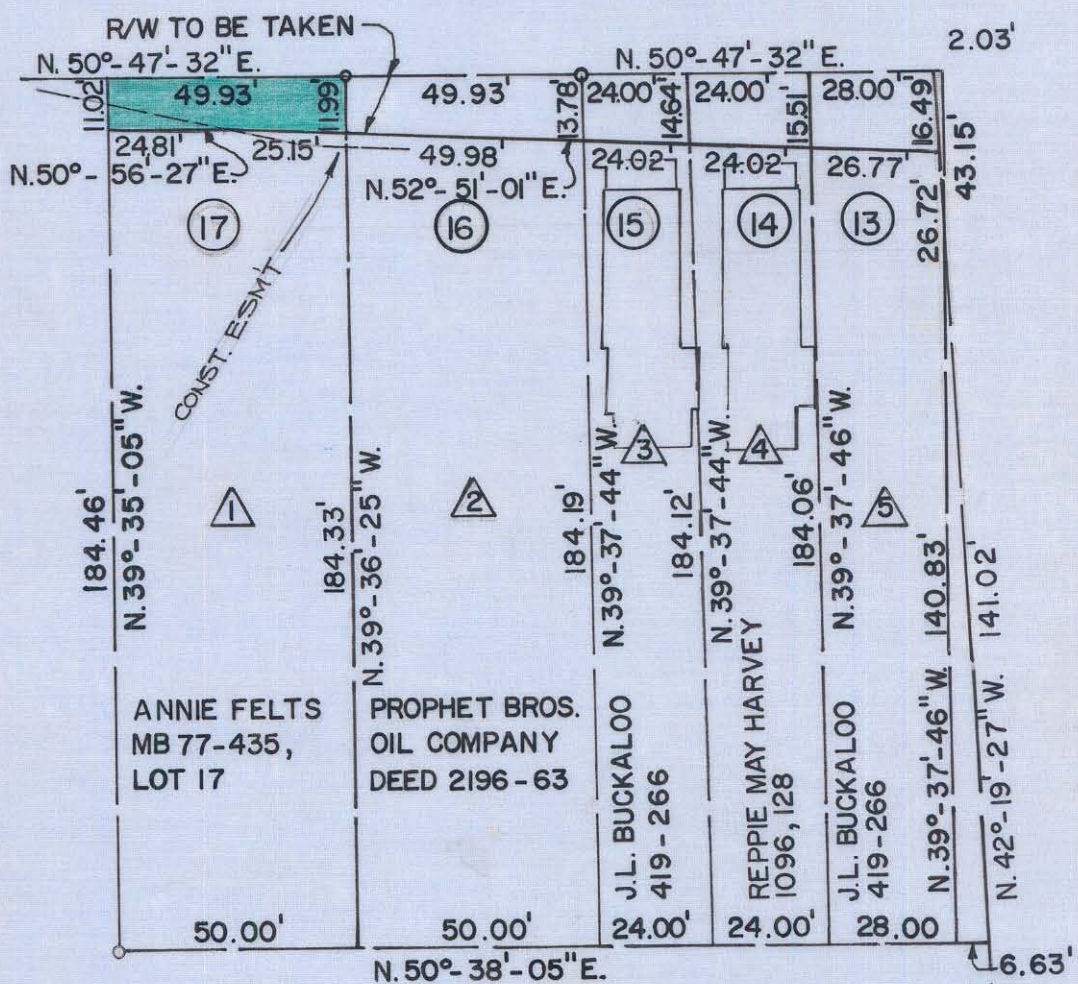 R/W TO BE TAKEN
2.03'
N. 50°-47'-32" E.
N. 50°-47'-32" E.
11.02'
49.93'
11.99'
49.93'
13.78'
24.00'
14.64'
24.00'
15.51'
28.00'
16.49'
43.15'
24.81'
25.15'
49.98'
24.02'
24.02'
26.77'
N.50°-56'-27"E.
N.52°-51'-01"E.
26.72'
17
16
15
14
13
CONST. ESM'T
184.46'
N.39°-35'-05"W.
184.33'
N.39°-36'-25"W.
184.19'
N.39°-37'-44"W.
184.12'
N.39°-37'-44"W.
184.06'
N.39°-37'-46"W.
140.83'
141.02'
1
2
3
4
5
ANNIE FELTS
MB 77-435,
LOT 17
PROPHET BROS.
OIL COMPANY
DEED 2196-63
J.L. BUCKALOO
419-266
REPPIE MAY HARVEY
1096, 128
J.L. BUCKALOO
419-266
N.39°-37'-46"W.
N.42°-19'-27"W.
50.00'
50.00'
24.00'
24.00'
28.00
N.50°-38'-05"E.
6.63'